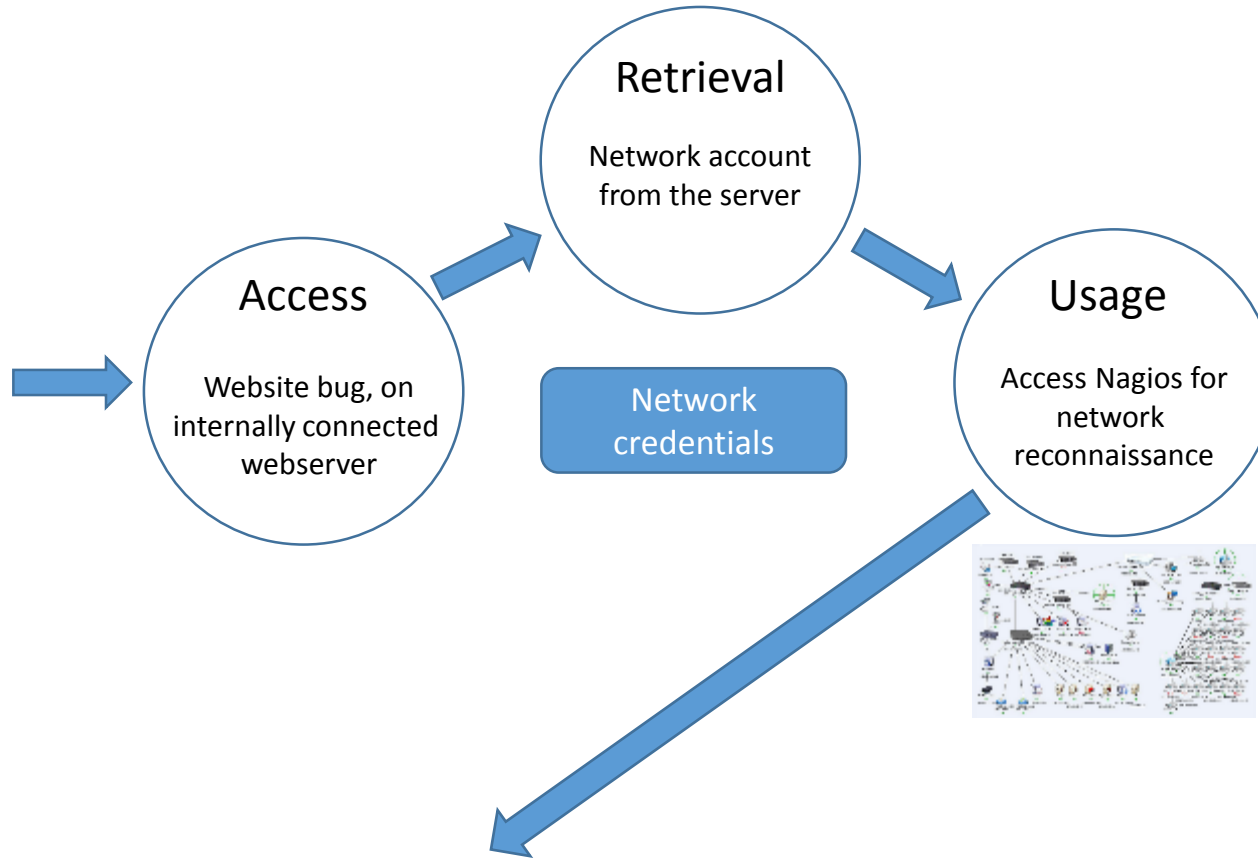 Retrieval
Network account
from the server
Access
Website bug, on
internally connected
webserver
Network
credentials
Usage
Access Nagios for
network
reconnaissance